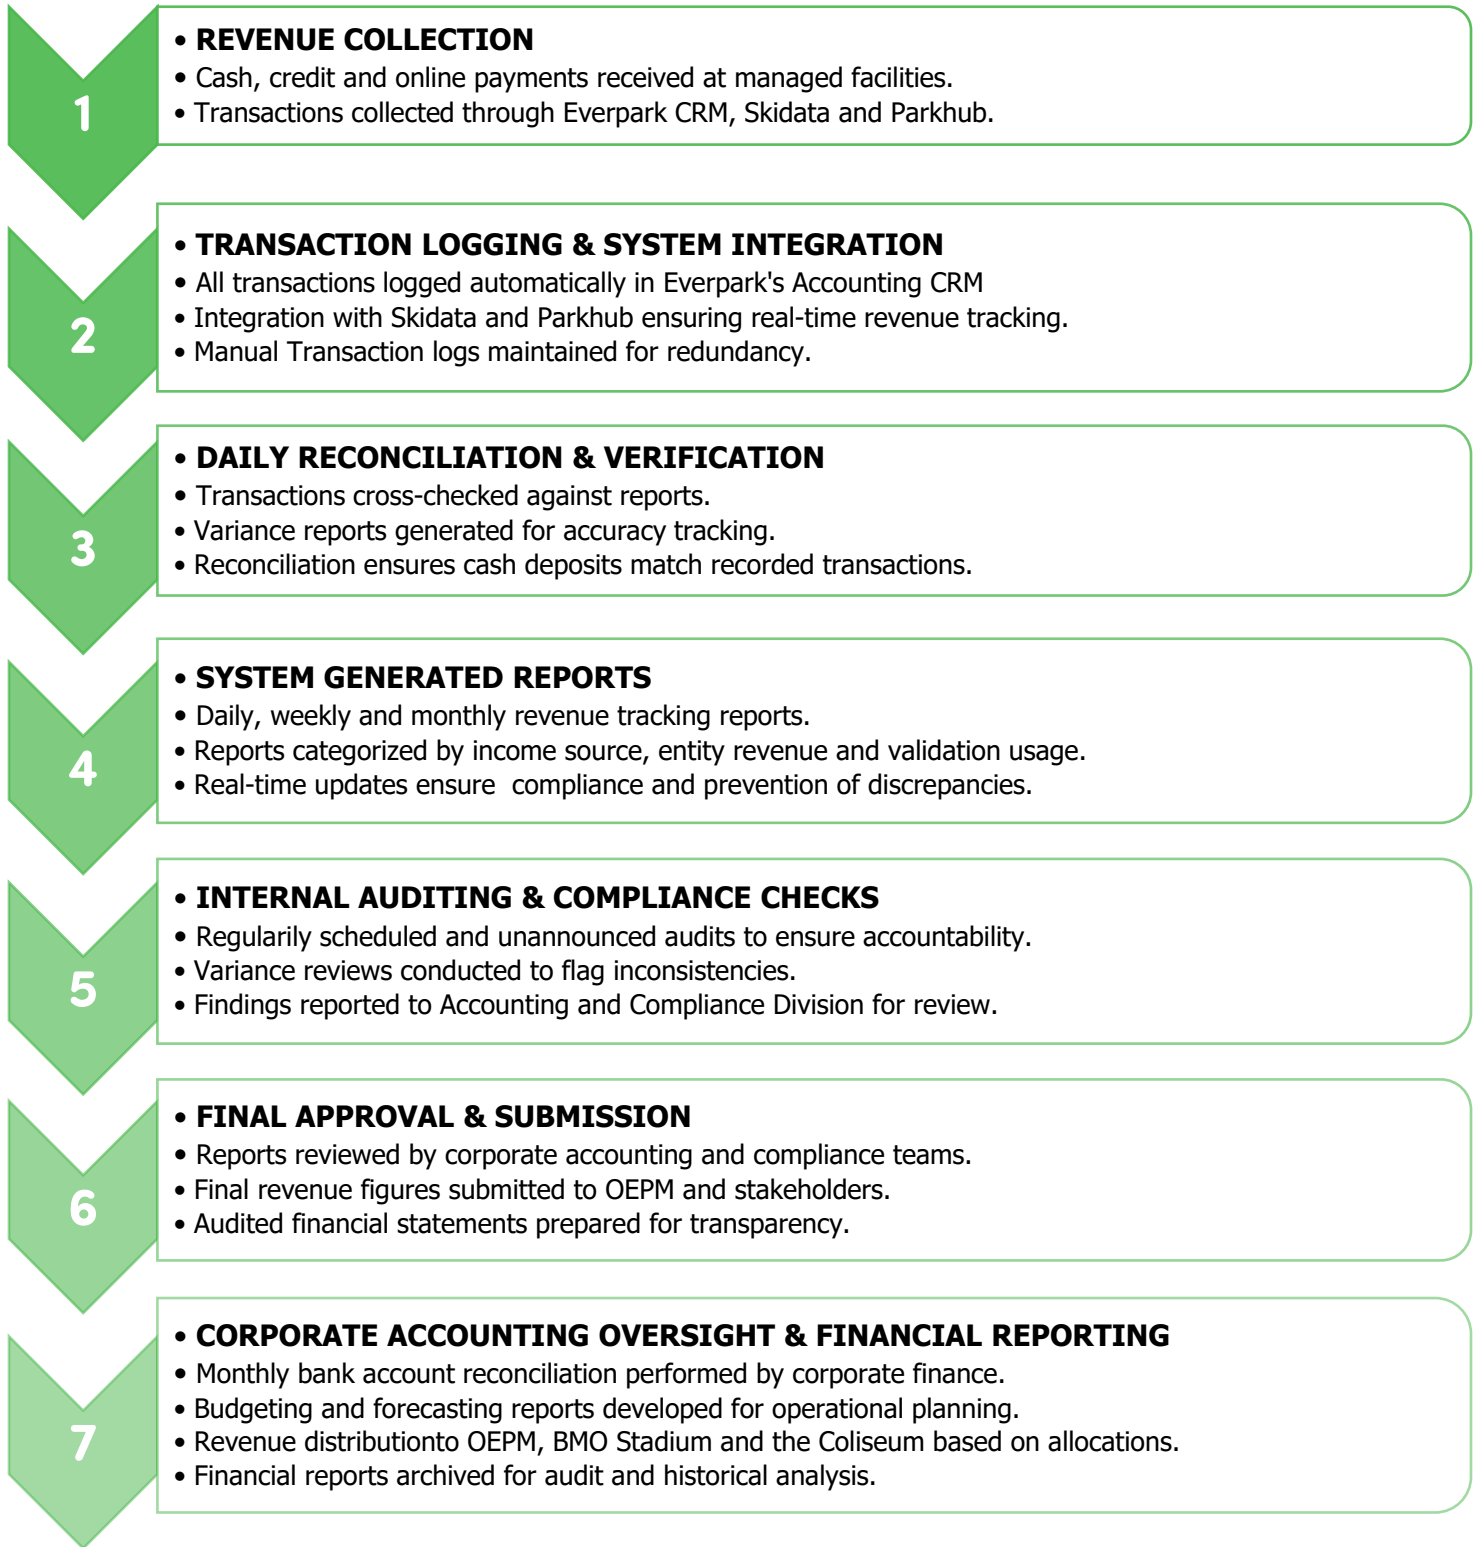 1
• REVENUE COLLECTION
• Cash, credit and online payments received at managed facilities.
• Transactions collected through Everpark CRM, Skidata and Parkhub.
2
• TRANSACTION LOGGING & SYSTEM INTEGRATION
• All transactions logged automatically in Everpark's Accounting CRM
• Integration with Skidata and Parkhub ensuring real-time revenue tracking.
• Manual Transaction logs maintained for redundancy.
3
• DAILY RECONCILIATION & VERIFICATION
• Transactions cross-checked against reports.
• Variance reports generated for accuracy tracking.
• Reconciliation ensures cash deposits match recorded transactions.
4
• SYSTEM GENERATED REPORTS
• Daily, weekly and monthly revenue tracking reports.
• Reports categorized by income source, entity revenue and validation usage.
• Real-time updates ensure  compliance and prevention of discrepancies.
5
• INTERNAL AUDITING & COMPLIANCE CHECKS
• Regularily scheduled and unannounced audits to ensure accountability.
• Variance reviews conducted to flag inconsistencies.
• Findings reported to Accounting and Compliance Division for review.
6
• FINAL APPROVAL & SUBMISSION
• Reports reviewed by corporate accounting and compliance teams.
• Final revenue figures submitted to OEPM and stakeholders.
• Audited financial statements prepared for transparency.
7
• CORPORATE ACCOUNTING OVERSIGHT & FINANCIAL REPORTING
• Monthly bank account reconciliation performed by corporate finance.
• Budgeting and forecasting reports developed for operational planning.
• Revenue distributionto OEPM, BMO Stadium and the Coliseum based on allocations.
• Financial reports archived for audit and historical analysis.